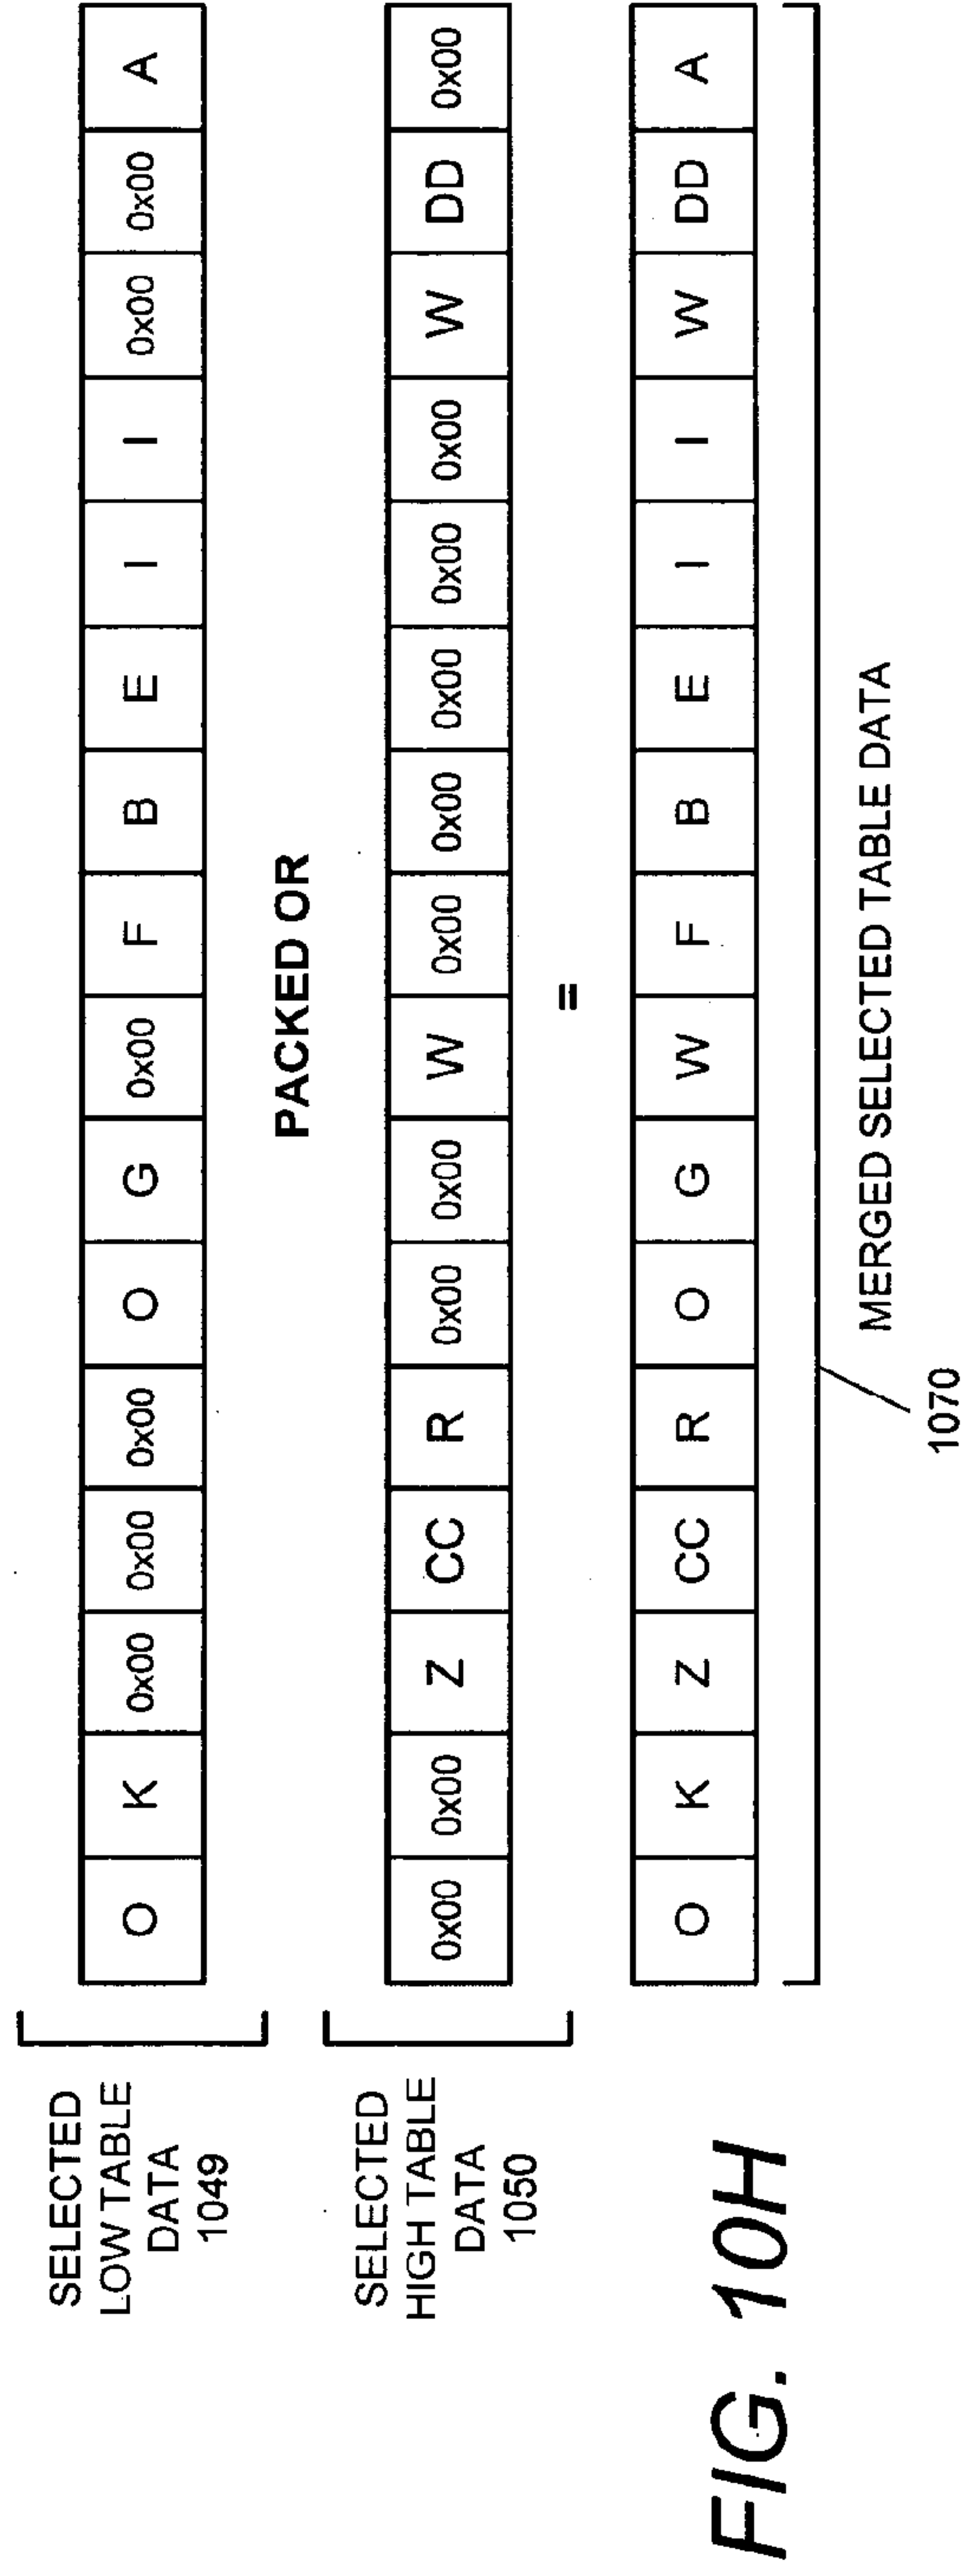 SELECTED
LOW TABLE
DATA
1049
O K 0x00 0x00 0x00 O G 0x00 F B E I I 0x00 0x00 A
PACKED OR
SELECTED
HIGH TABLE
DATA
1050
0x00 0x00 Z CC R 0x00 0x00 W 0x00 0x00 0x00 0x00 0x00 W DD 0x00
=
O K Z CC R O G W F B E I I W DD A
MERGED SELECTED TABLE DATA
1070
FIG. 10H